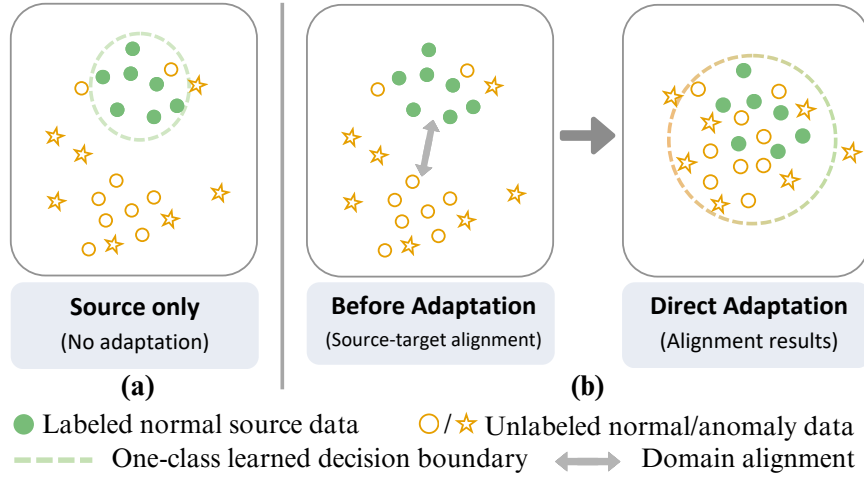 Source only
(No adaptation)
Before Adaptation
(Source-target alignment)
Direct Adaptation
(Alignment results)
(a)
(b)
Labeled normal source data
/ Unlabeled normal/anomaly data
One-class learned decision boundary
Domain alignment